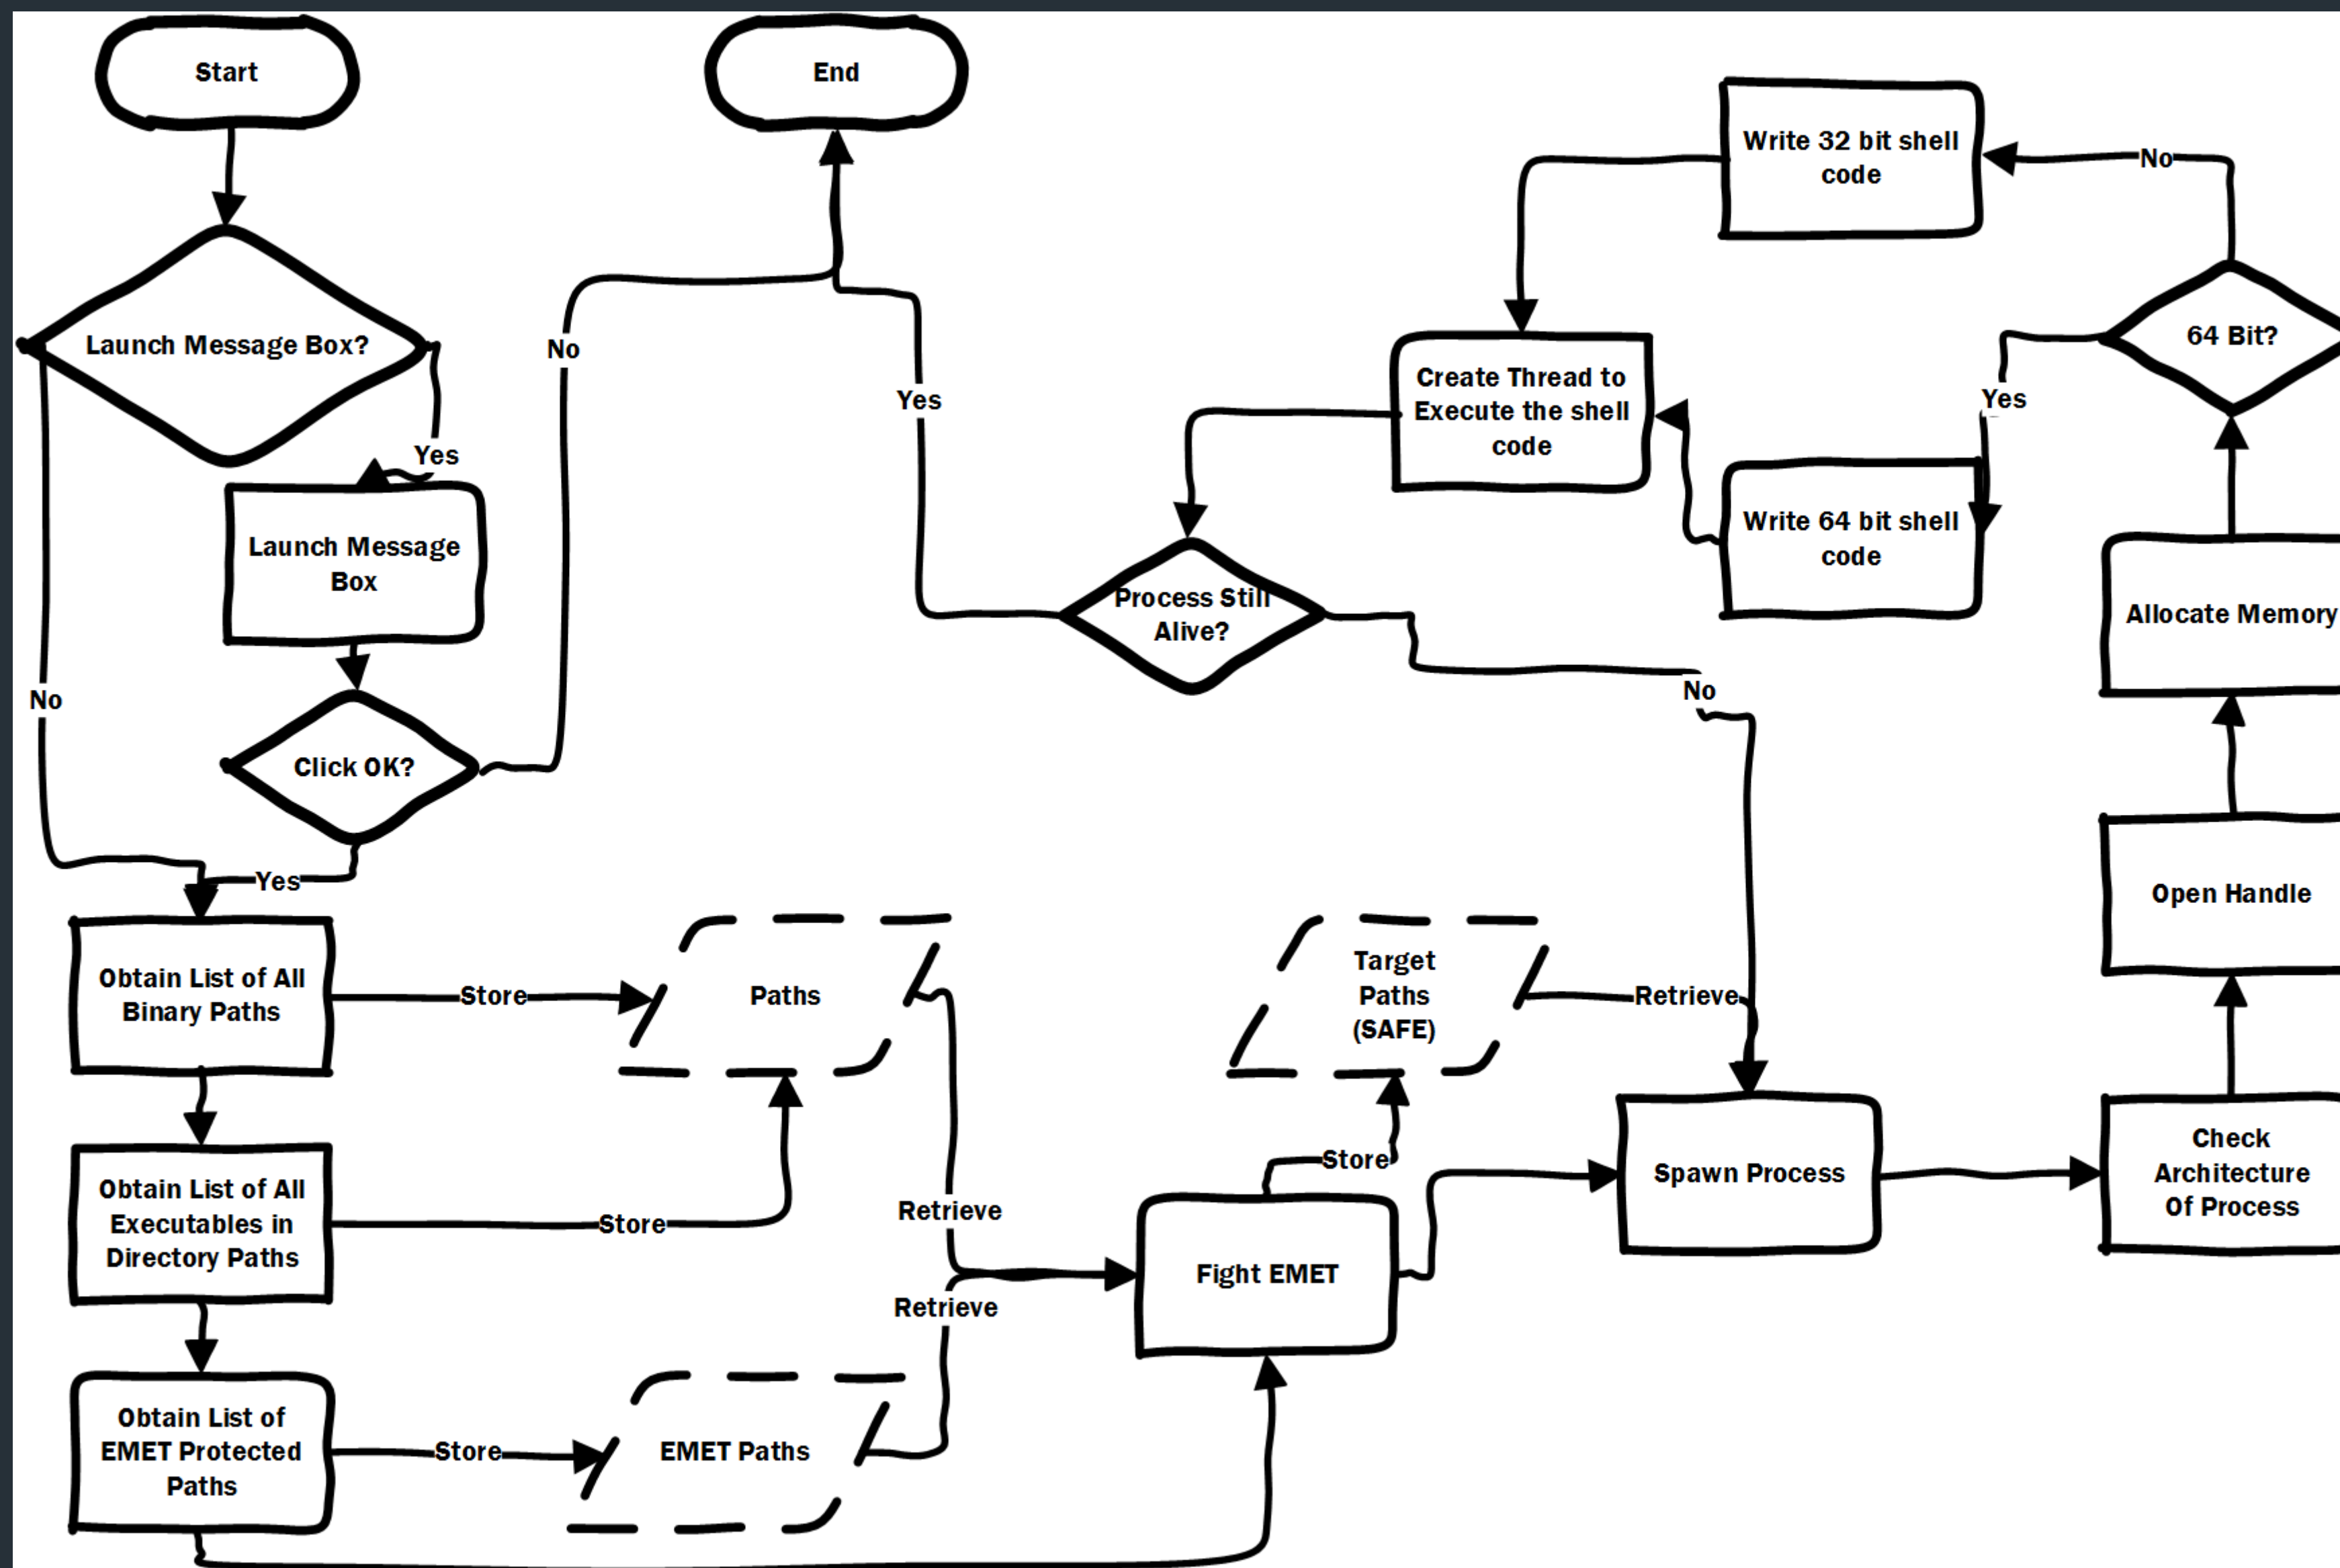 Start
End
Write 32 bit shell
code
No
Launch Message Box?
64 Bit?
No
Yes
Create Thread to
Execute the shell
code
Yes
Yes
Launch Message
Box
Write 64 bit shell
code
Process Still
Alive?
Allocate Memory
No
No
Click OK?
Yes
Open Handle
Obtain List of All
Binary Paths
Store
Paths
Target
Paths
(SAFE)
Retrieve
Store
Obtain List of All
Executables in
Directory Paths
Store
Retrieve
Spawn Process
Check
Architecture
Of Process
Fight EMET
Retrieve
Obtain List of
EMET Protected
Paths
Store
EMET Paths